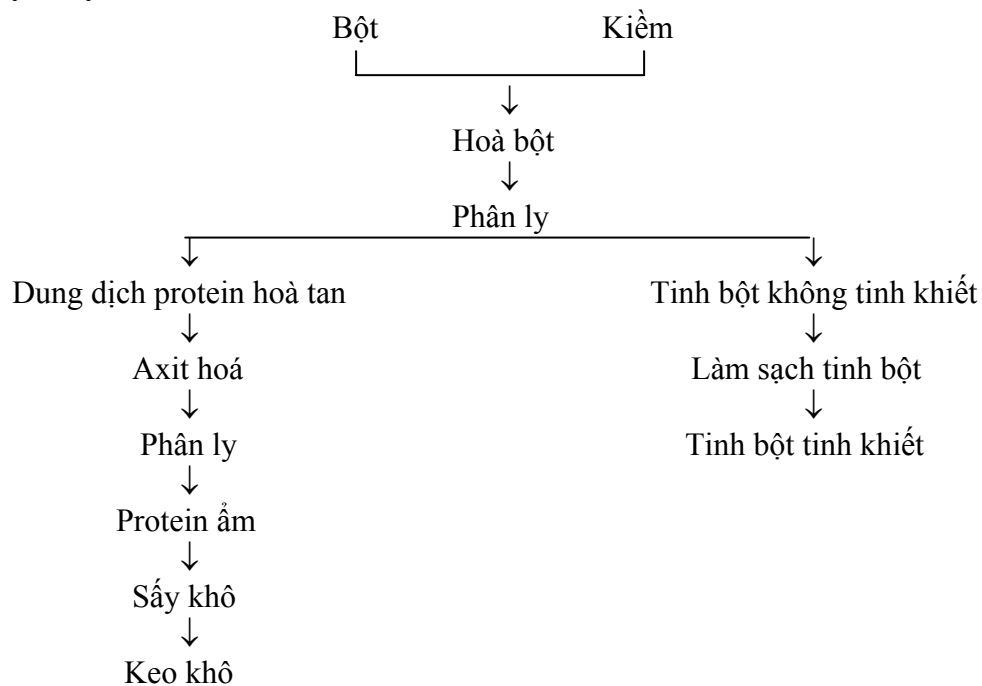 Bột Kiềm
Hoà bột
Phân ly
Dung dịch protein hoà tan Tinh bột không tinh khiết
Axit hoá Làm sạch tinh bột
Phân ly Tinh bột tinh khiết
Protein ẩm
Sấy khô
Keo khô